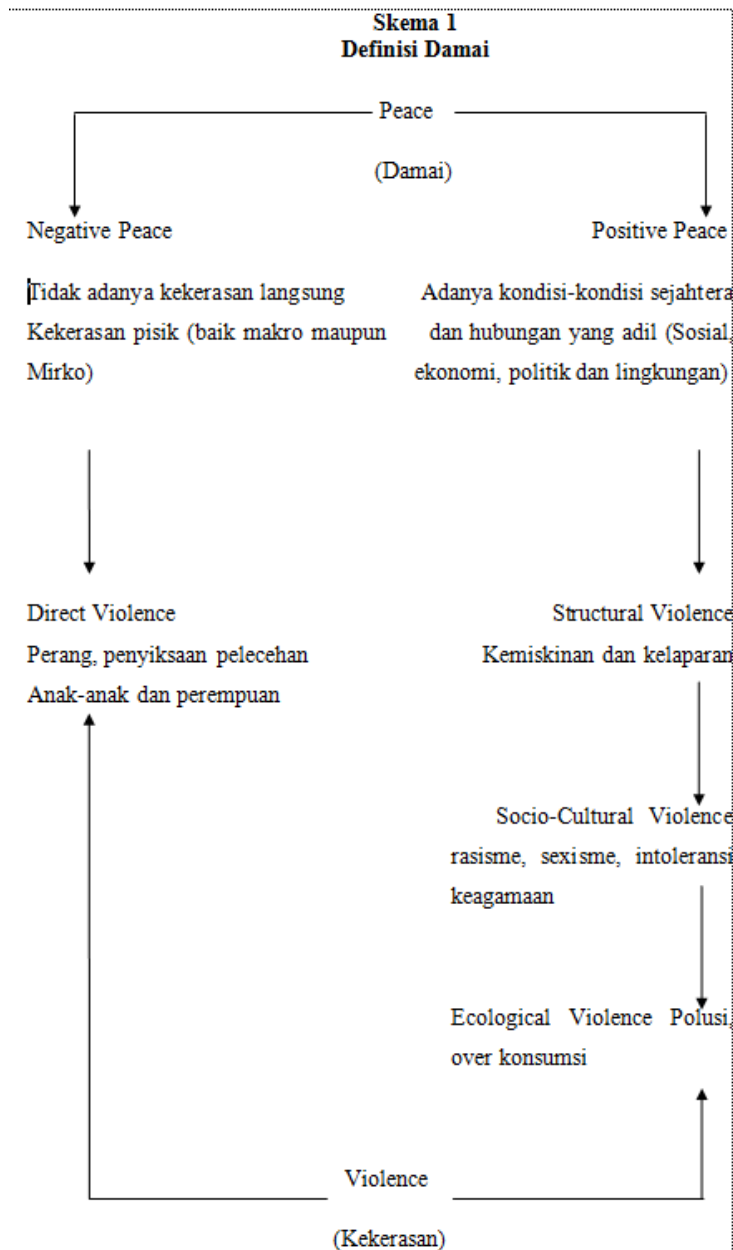 Skema 1
Definisi Damai
Peace
(Damai)
Negative Peace
Positive Peace
Tidak adanya kekerasan langsung
Kekerasan pisik (baik makro maupun
Mirko)
Adanya kondisi-kondisi sejahtera
dan hubungan yang adil (Sosial,
ekonomi, politik dan lingkungan)
Direct Violence
Perang, penyiksaan pelecehan
Anak-anak dan perempuan
Structural Violence
Kemiskinan dan kelaparan
Socio-Cultural Violence
rasisme, sexisme, intoleransi
keagamaan
Ecological Violence Polusi,
over konsumsi
Violence
(Kekerasan)